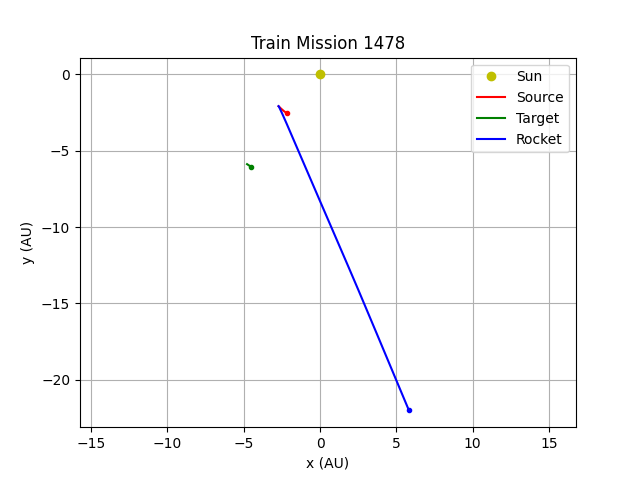 Train Mission 1478
Sun
Source
Target
Rocket
0
−5
−10
−15
−20
y (AU)
−15
−10
−5
0
5
10
15
x (AU)